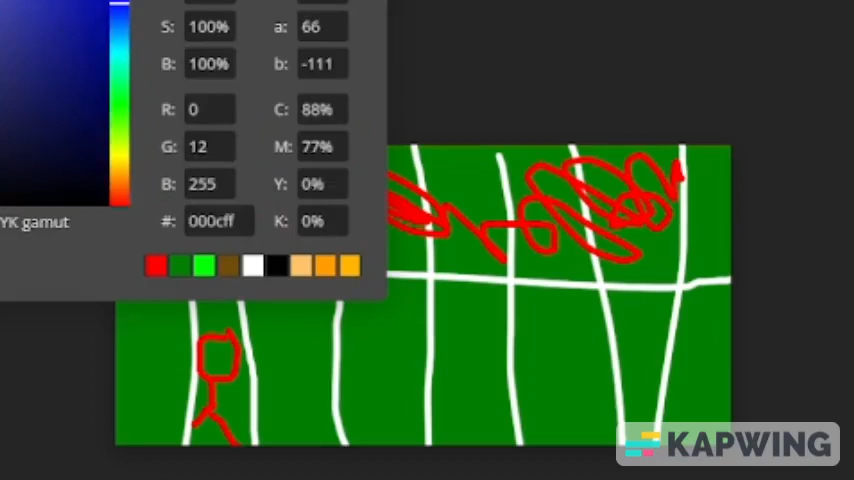 S: 100% a: 66
B: 100% b: -111
R: 0 C: 88%
G: 12 M: 77%
B: 255 Y: 0%
YK gamut #: 000cff K: 0%
KAPWING